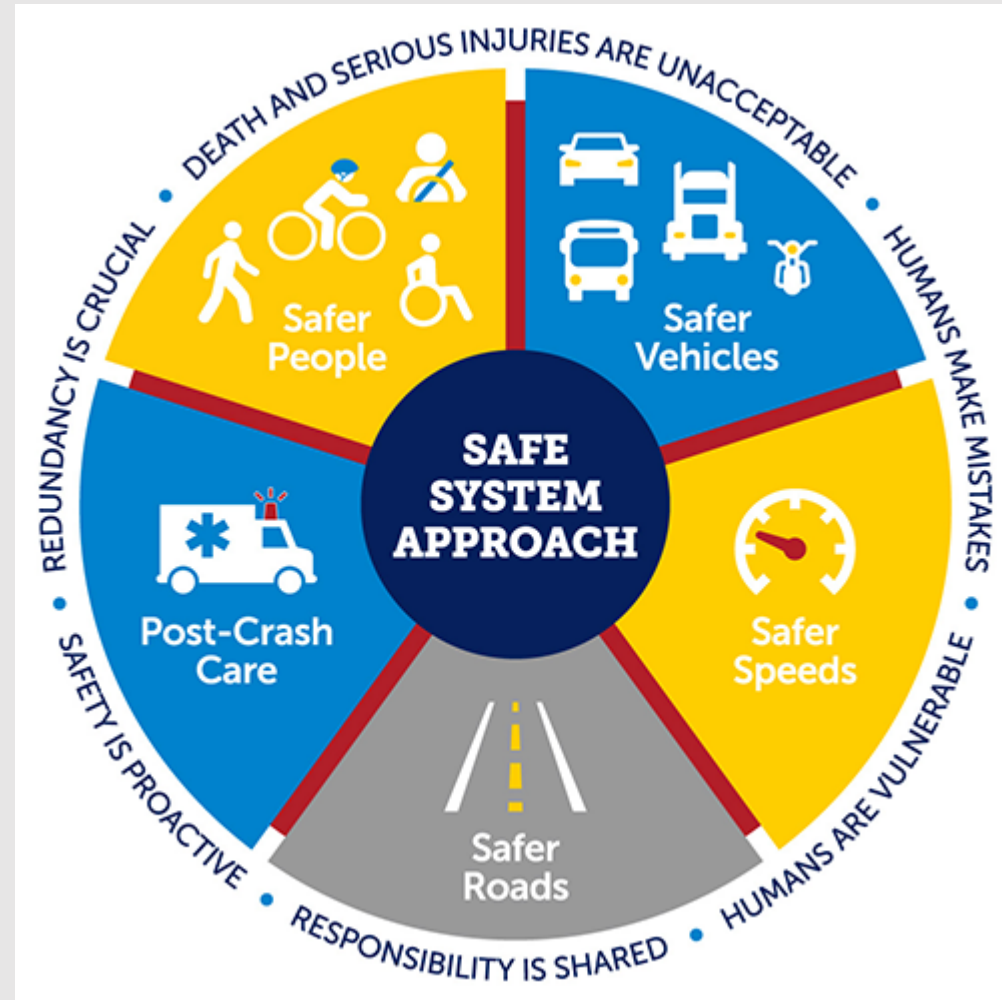 DEATH AND SERIOUS INJURIES ARE UNACCEPTABLE
HUMANS MAKE MISTAKES
HUMANS ARE VULNERABLE
RESPONSIBILITY IS SHARED
SAFETY IS PROACTIVE
REDUNDANCY IS CRUCIAL
Safer
People
Safer
Vehicles
SAFE
SYSTEM
APPROACH
Post-Crash
Care
Safer
Speeds
Safer
Roads